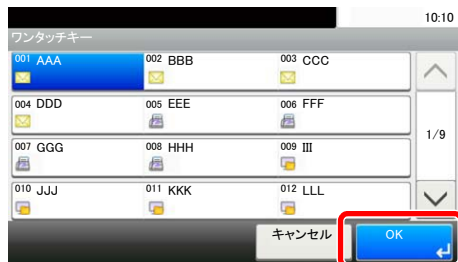 10:10
ワンタッチキー
001 AAA 002 BBB 003 CCC
004 DDD 005 EEE 006 FFF
1/9
007 GGG 008 HHH 009 III
010 JJJ 011 KKK 012 LLL
キャンセル OK